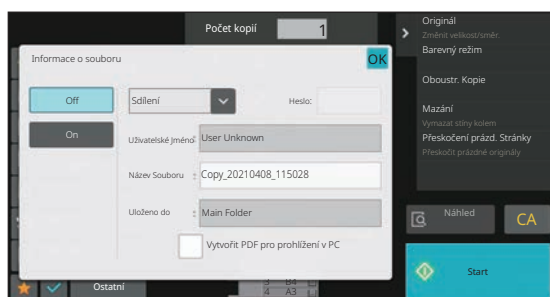 Počet kopií 1
Informace o souboru
OK
Off
On
Sdílení
Heslo:
Uživatelské Jméno: User Unknown
Název Souboru : Copy_20210408_115028
Uloženo do : Main Folder
Vytvořit PDF pro prohlížení v PC
Ostatní
4 A3
Originál
Změnit velikost/směr.
Barevný režim
Oboustr. Kopie
Mazání
Vymazat stíny kolem
Přeskočení prázd. Stránky
Přeskočit prázdné originály
Náhled
CA
Start